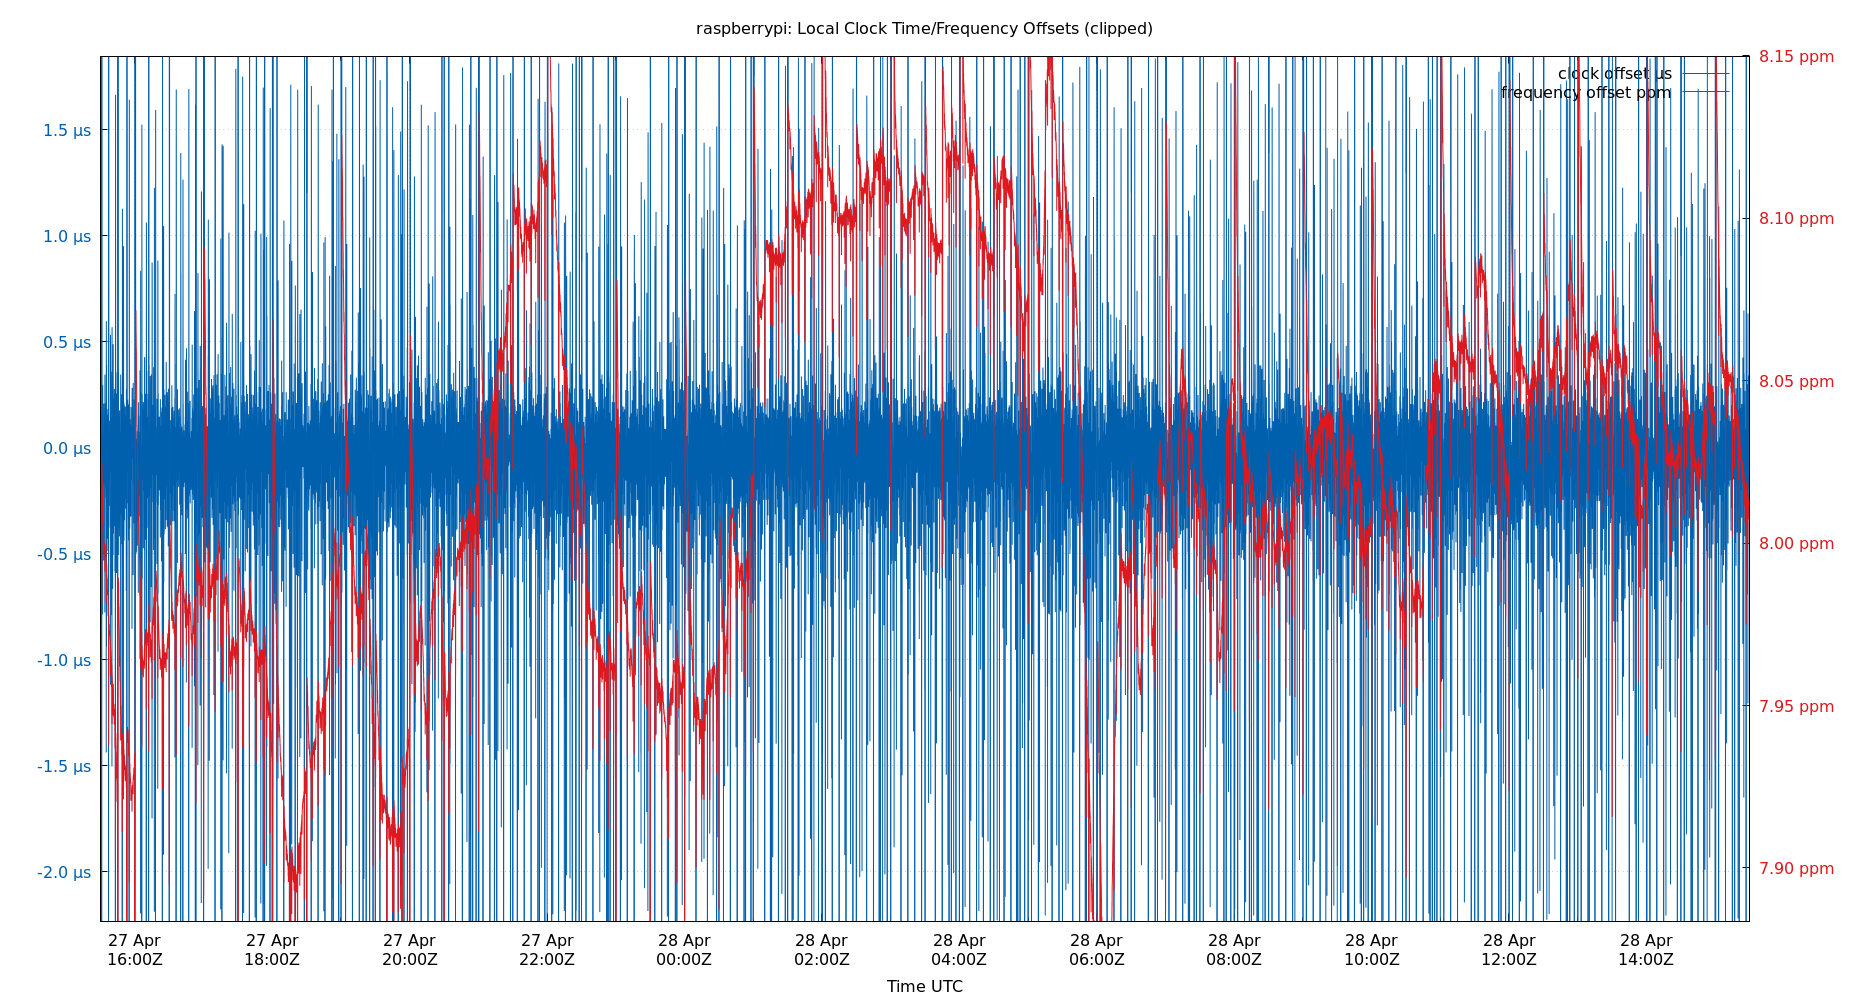 raspberrypi: Local Clock Time/Frequency Offsets (clipped)
8.15 ppm
clock offset us
frequency offset ppm
1.5 µs
1.0 µs
8.10 ppm
0.5 µs
8.05 ppm
0.0 µs
-0.5 µs
8.00 ppm
-1.0 µs
7.95 ppm
-1.5 µs
-2.0 µs
7.90 ppm
27 Apr 27 Apr 27 Apr 27 Apr 28 Apr 28 Apr 28 Apr 28 Apr 28 Apr 28 Apr 28 Apr 28 Apr
16:00Z 18:00Z 20:00Z 22:00Z 00:00Z 02:00Z 04:00Z 06:00Z 08:00Z 10:00Z 12:00Z 14:00Z
Time UTC